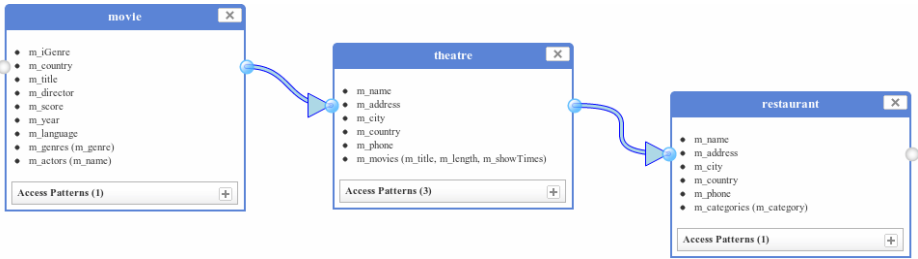 movie
m_iGenre
m_country
m_title
m_director
m_score
m_year
m_language
m_genres (m_genre)
m_actors (m_name)
Access Patterns (1)
theatre
m_name
m_address
m_city
m_country
m_phone
m_movies (m_title, m_length, m_showTimes)
Access Patterns (3)
restaurant
m_name
m_address
m_city
m_country
m_phone
m_categories (m_category)
Access Patterns (1)